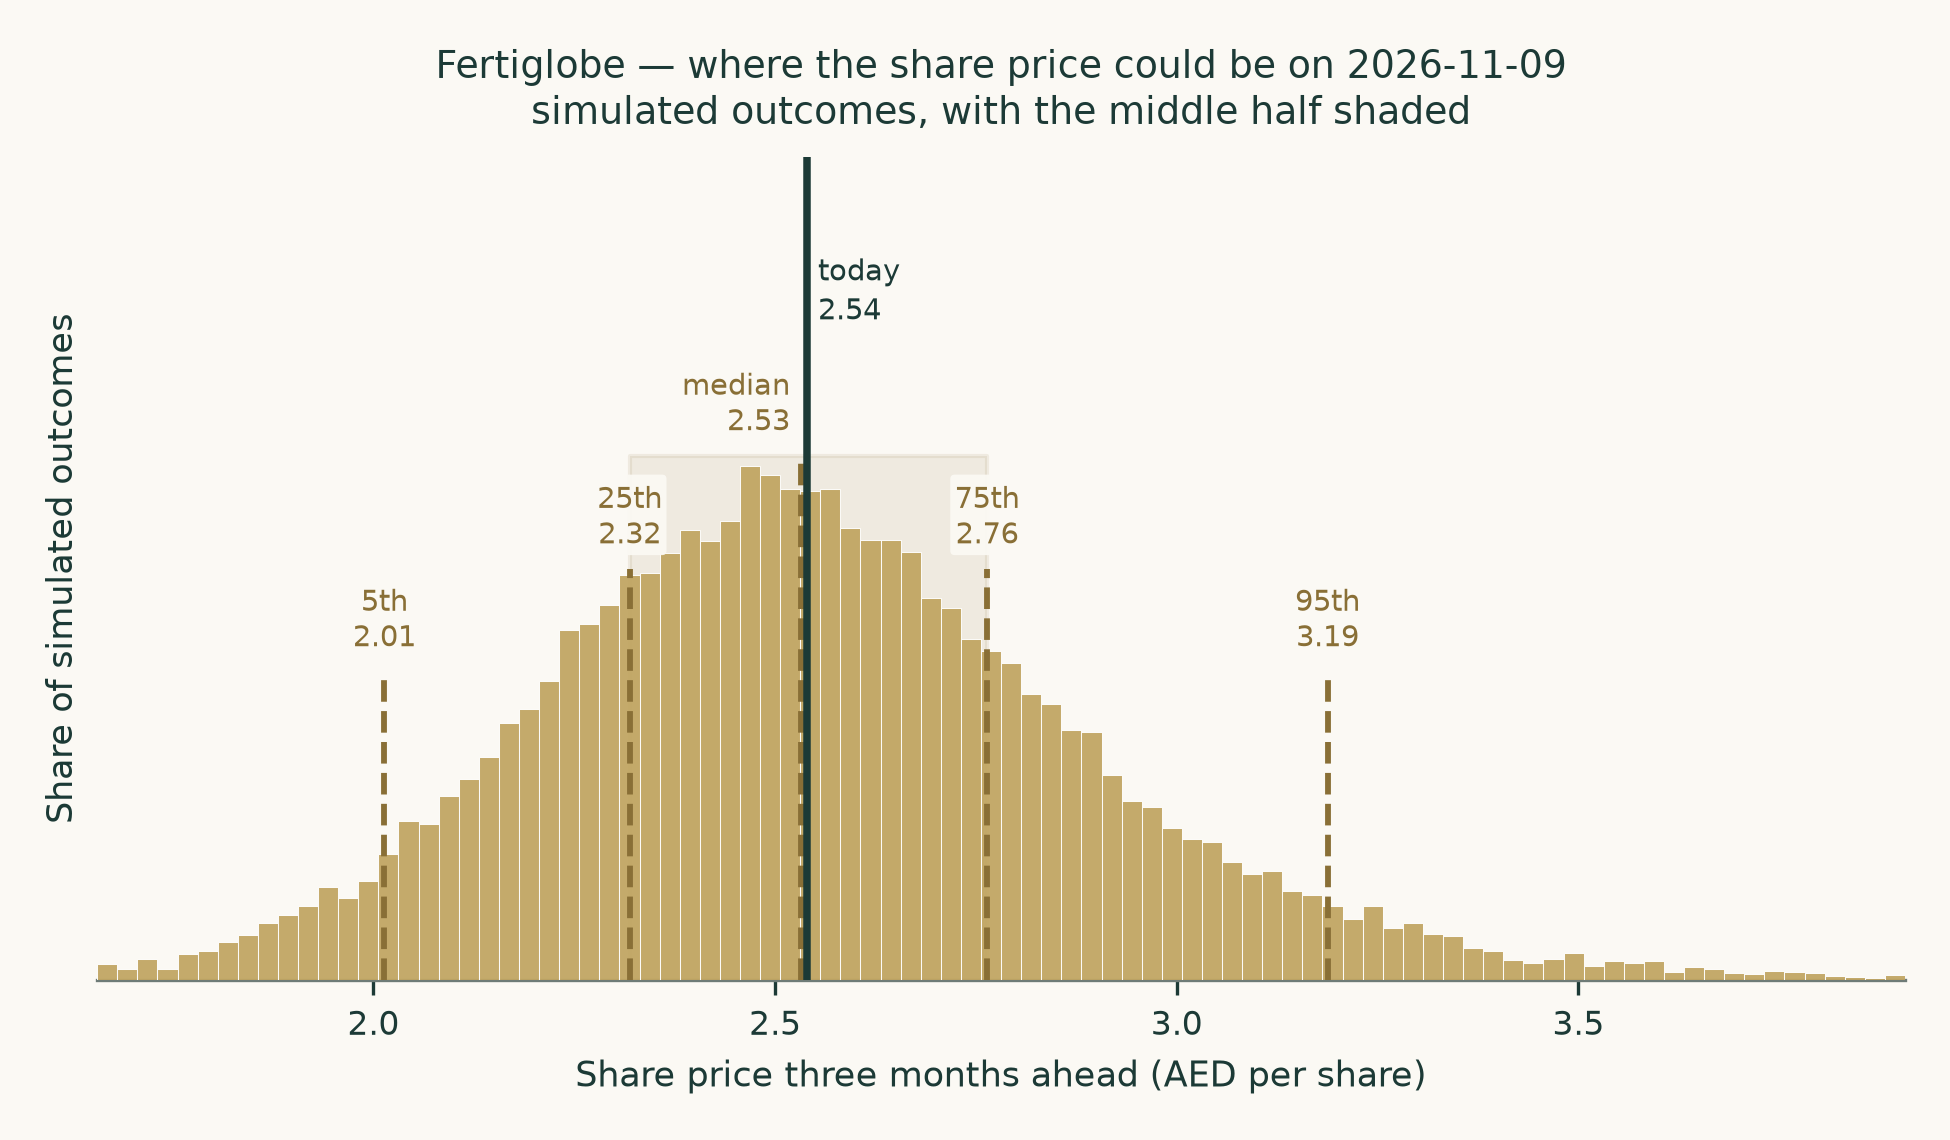 Fertiglobe — where the share price could be on 2026-11-09
simulated outcomes, with the middle half shaded
today
2.54
median
2.53
25th
2.32
75th
2.76
5th
2.01
95th
3.19
Share of simulated outcomes
2.0
2.5
3.0
3.5
Share price three months ahead (AED per share)